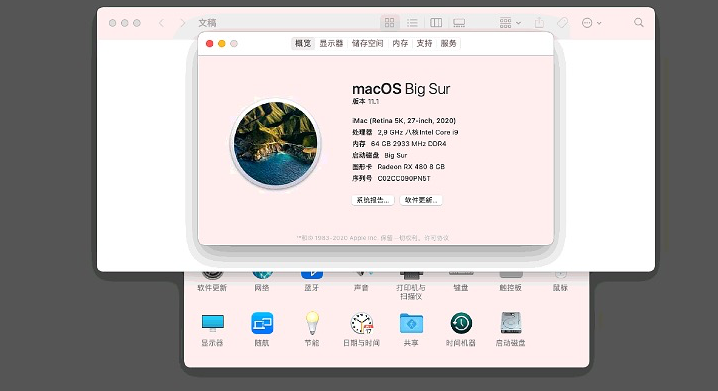 文稿
概览 显示器 储存空间 内存 支持 服务
macOS Big Sur
版本 11.1
iMac (Retina 5K, 27-inch, 2020)
处理器 2.9 GHz 八核Intel Core i9
内存 64 GB 2933 MHz DDR4
启动磁盘 Big Sur
图形卡 Radeon RX 480 8 GB
序列号 C02CC090PN5T
系统报告... 软件更新...
™和© 1983-2020 Apple Inc. 保留一切权利。许可协议
软件更新 网络 蓝牙 声音 打印机与扫描仪 键盘 触控板 鼠标
显示器 随航 节能 日期与时间 共享 时间机器 启动磁盘